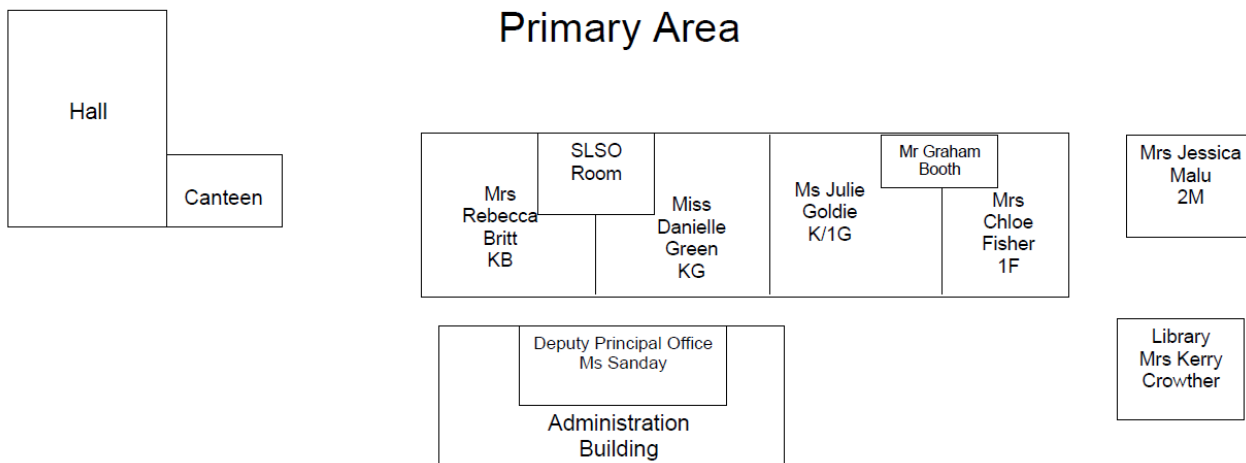 Primary Area
Hall
Canteen
SLSO
Room
Mrs
Rebecca
Britt
KB
Miss
Danielle
Green
KG
Ms Julie
Goldie
K/1G
Mr Graham
Booth
Mrs
Chloe
Fisher
1F
Mrs Jessica
Malu
2M
Deputy Principal Office
Ms Sanday
Administration
Building
Library
Mrs Kerry
Crowther